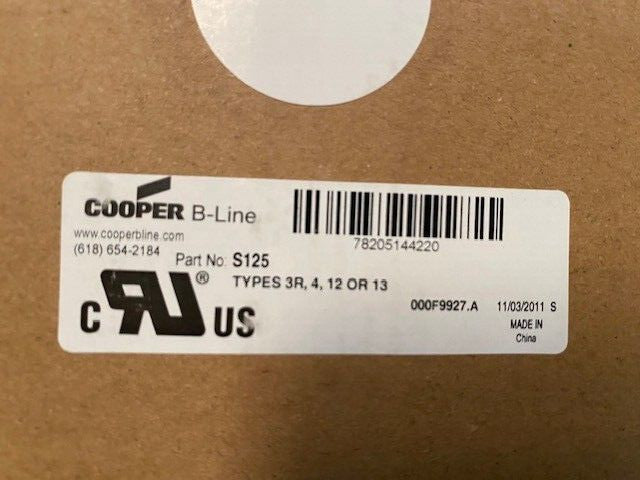 COOPER B-Line
www.cooperbline.com
(618) 654-2184
78205144220
Part No: S125
TYPES 3R, 4, 12 OR 13
C UR® US
000F9927.A 11/03/2011 S
MADE IN
China